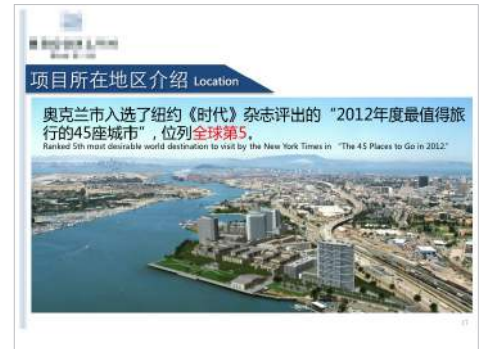 项目所在地区介绍 Location
奥克兰市入选了纽约《时代》杂志评出的“2012年度最值得旅
行的45座城市”，位列全球第5。
Ranked 5th most desirable world destination to visit by the New York Times in “The 45 Places to Go in 2012”